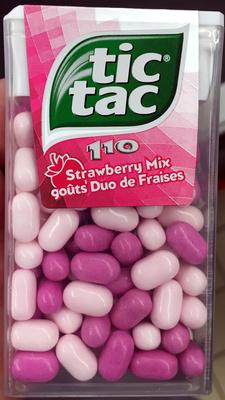 tic®
tac
110
Strawberry Mix
goûts Duo de Fraises